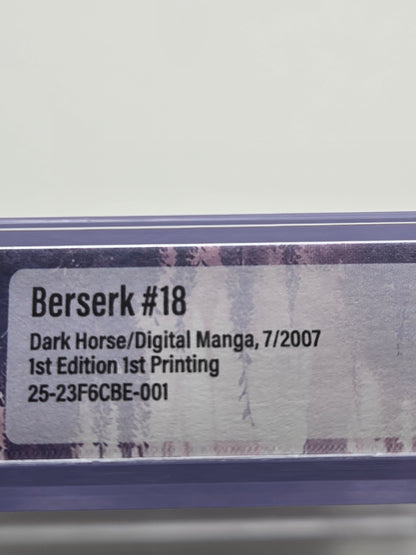 Berserk #18
Dark Horse/Digital Manga, 7/2007
1st Edition 1st Printing
25-23F6CBE-001